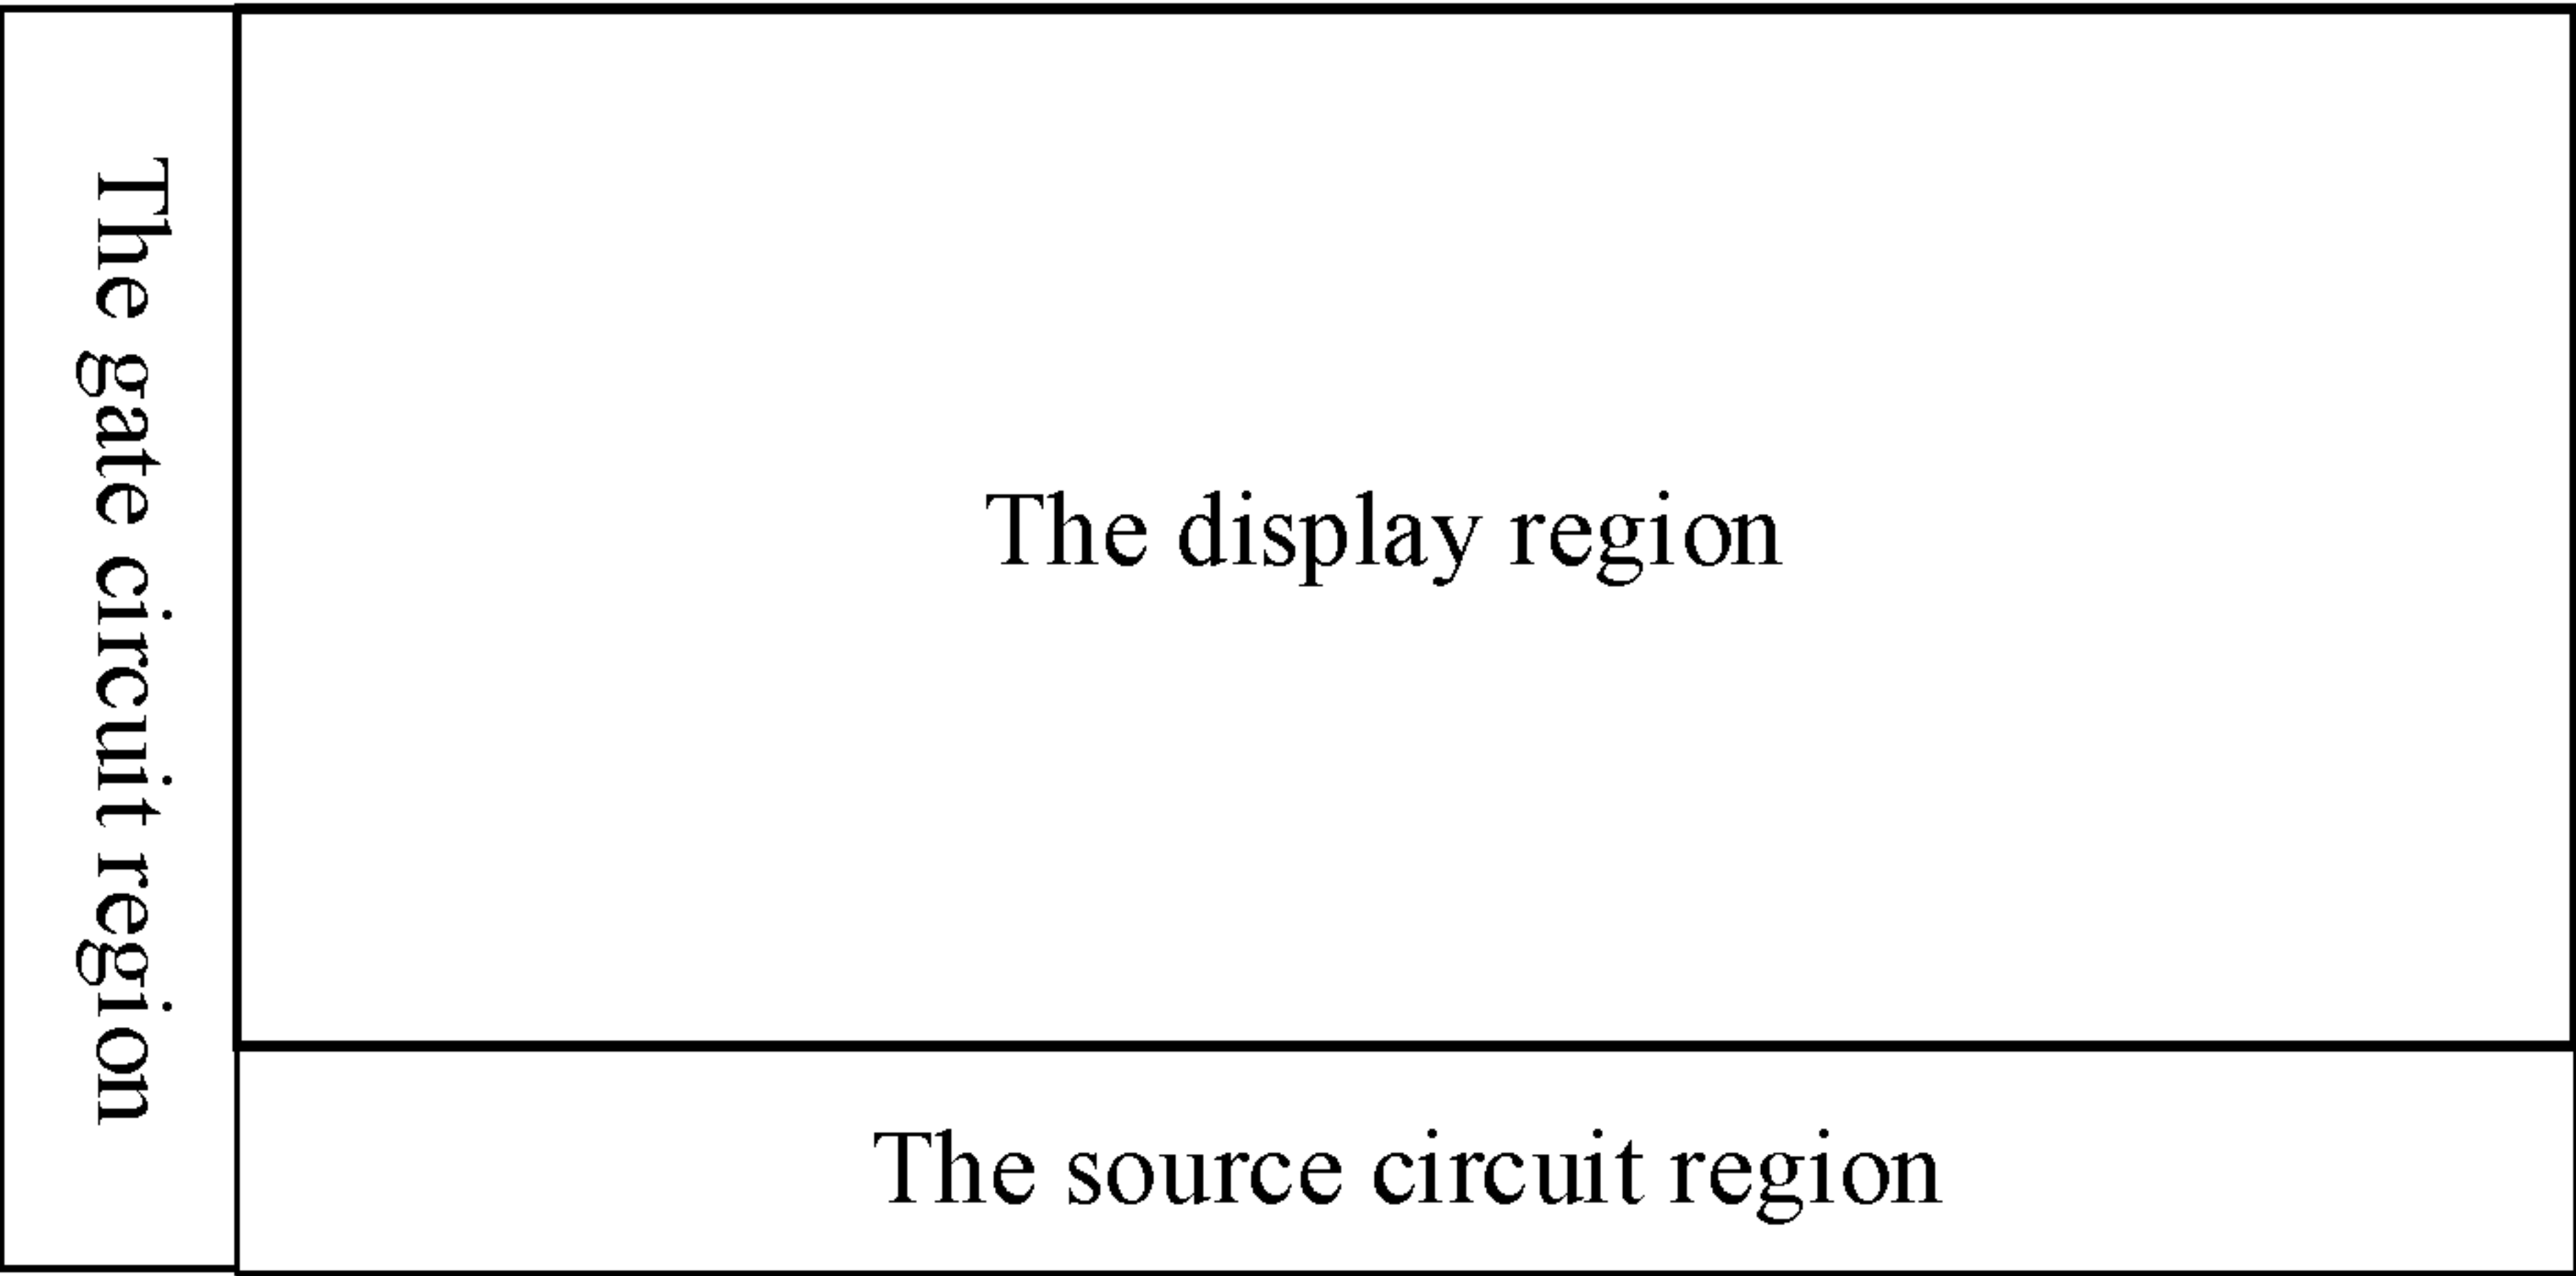 The gate circuit region
The display region
The source circuit region